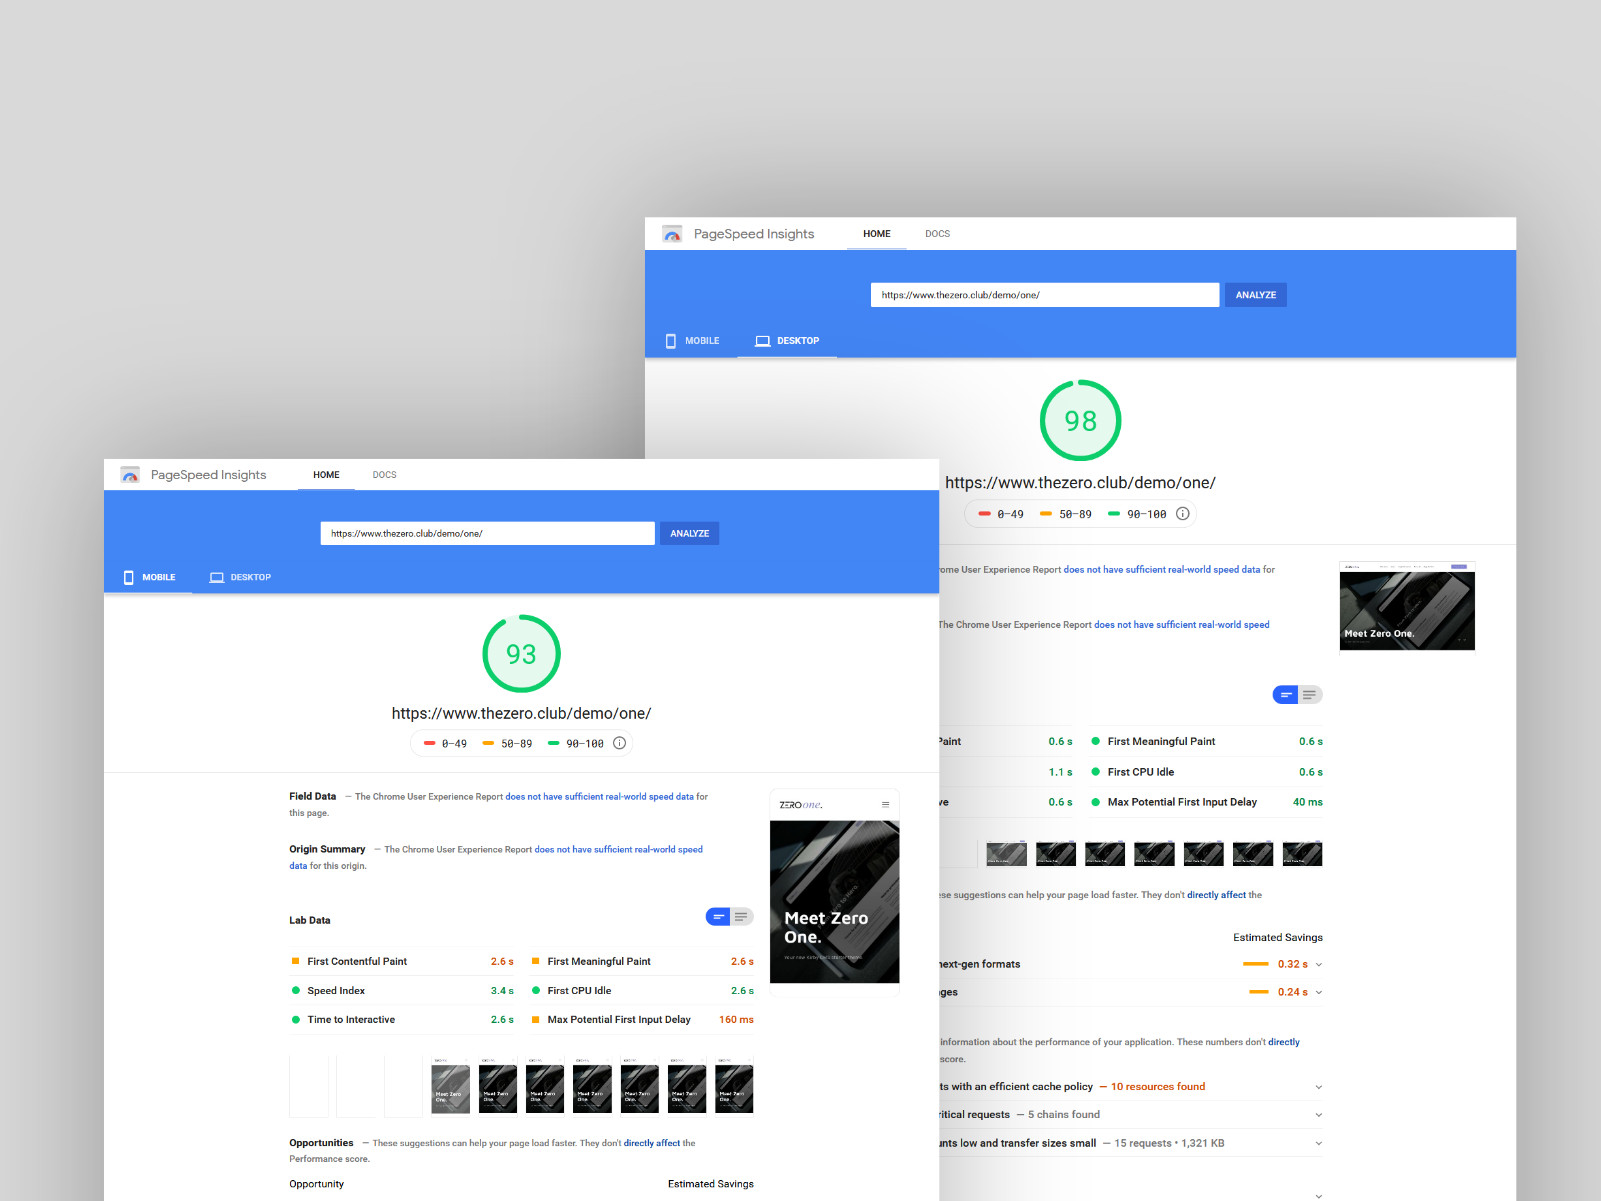 PageSpeed Insights HOME DOCS
https://www.thezero.club/demo/one/ ANALYZE
MOBILE DESKTOP
98
https://www.thezero.club/demo/one/
0–49 50–89 90–100
ome User Experience Report does not have sufficient real-world speed data for
The Chrome User Experience Report does not have sufficient real-world speed
Meet Zero One.
Paint 0.6 s First Meaningful Paint 0.6 s
1.1 s First CPU Idle 0.6 s
ve 0.6 s Max Potential First Input Delay 40 ms
ese suggestions can help your page load faster. They don't directly affect the
Estimated Savings
next-gen formats 0.32 s
ges 0.24 s
information about the performance of your application. These numbers don't directly
score.
ts with an efficient cache policy — 10 resources found
ritical requests — 5 chains found
unts low and transfer sizes small — 15 requests • 1,321 KB
PageSpeed Insights HOME DOCS
https://www.thezero.club/demo/one/ ANALYZE
MOBILE DESKTOP
93
https://www.thezero.club/demo/one/
0–49 50–89 90–100
Field Data — The Chrome User Experience Report does not have sufficient real-world speed data for
this page.
Origin Summary — The Chrome User Experience Report does not have sufficient real-world speed
data for this origin.
ZERO one.
Meet Zero
One.
Lab Data
First Contentful Paint 2.6 s First Meaningful Paint 2.6 s
Speed Index 3.4 s First CPU Idle 2.6 s
Time to Interactive 2.6 s Max Potential First Input Delay 160 ms
Opportunities — These suggestions can help your page load faster. They don't directly affect the
Performance score.
Opportunity Estimated Savings